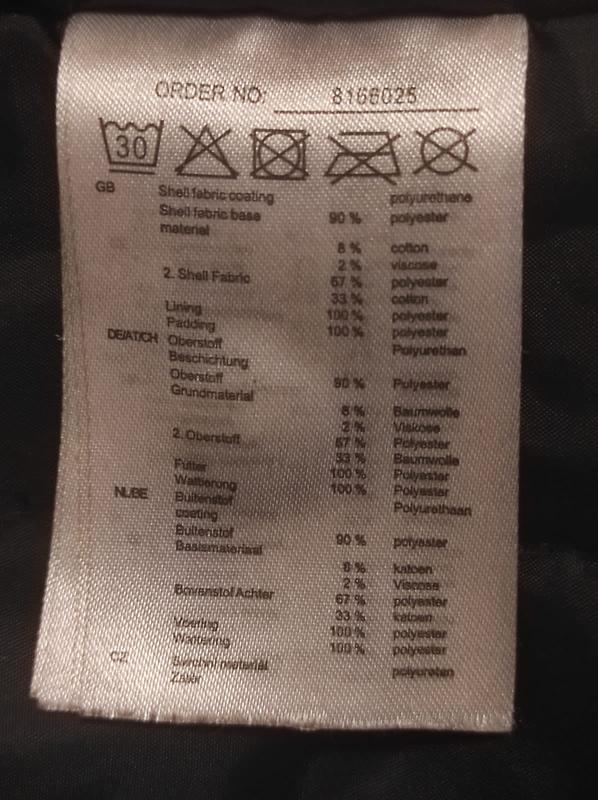 ORDER NO: 8166025
30
GB Shell fabric coating polyurethane
Shell fabric base 90 % polyester
material
8 % cotton
2 % viscose
2. Shell Fabric 67 % polyester
33 % cotton
Lining 100 % polyester
Padding 100 % polyester
DE/AT/CH Oberstoff Polyurethan
Beschichtung
Oberstoff 90 % Polyester
Grundmaterial
8 % Baumwolle
2 % Viskose
2. Oberstoff 67 % Polyester
33 % Baumwolle
Futter 100 % Polyester
Wattierung 100 % Polyester
NL/BE Buitenstof Polyurethaan
coating
Buitenstof 90 % polyester
Basismateriaal
8 % katoen
2 % Viscose
BovenstofAchter 67 % polyester
33 % katoen
Voering 100 % polyester
Wattering 100 % polyester
CZ Svrchní materiál polyuretan
Zátěr